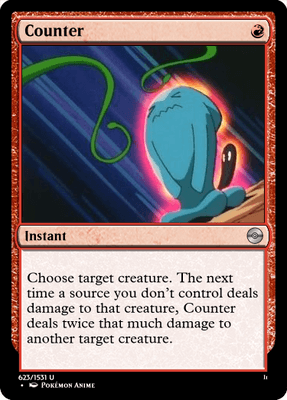 Counter
Instant
Choose target creature. The next
time a source you don't control deals
damage to that creature, Counter
deals twice that much damage to
another target creature.
623/1531 U
• Pokémon Anime